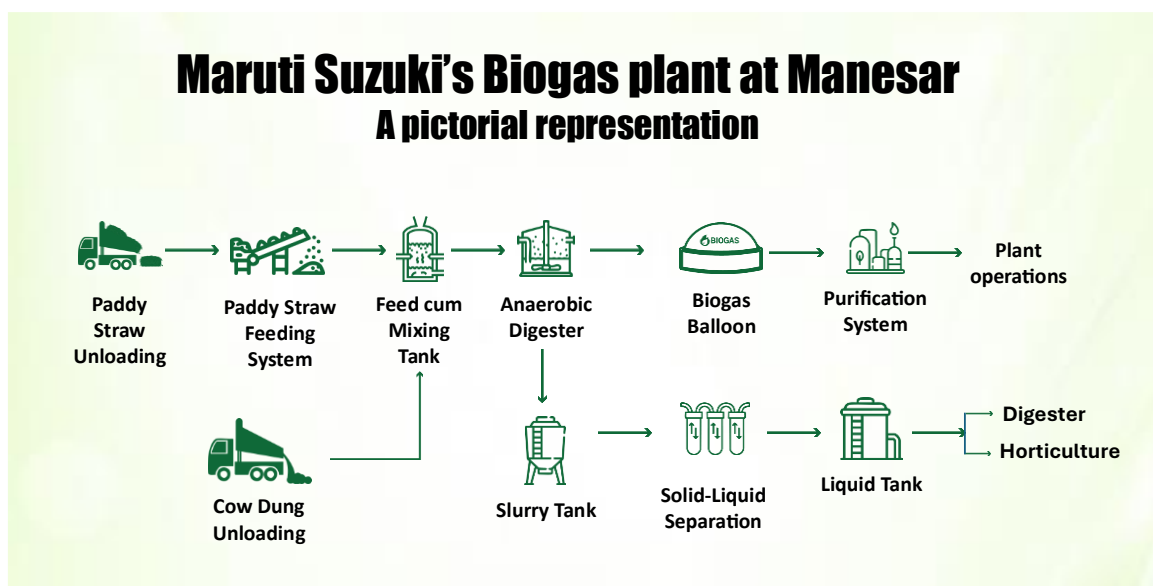 Maruti Suzuki's Biogas plant at Manesar
A pictorial representation
BIOGAS
Paddy
Straw
Unloading
Paddy Straw
Feeding
System
Feed cum
Mixing
Tank
Anaerobic
Digester
Biogas
Balloon
Purification
System
Plant
operations
Cow Dung
Unloading
Slurry Tank
Solid-Liquid
Separation
Liquid Tank
Digester
Horticulture